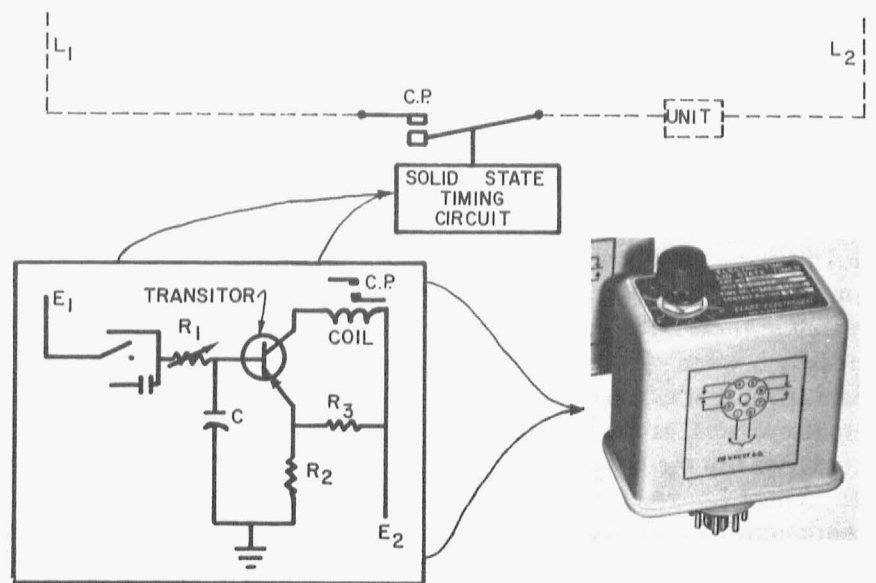 L1
L2
C.P.
UNIT
SOLID STATE
TIMING
CIRCUIT
C.P.
E1
TRANSITOR
R1
COIL
R3
C
R2
E2